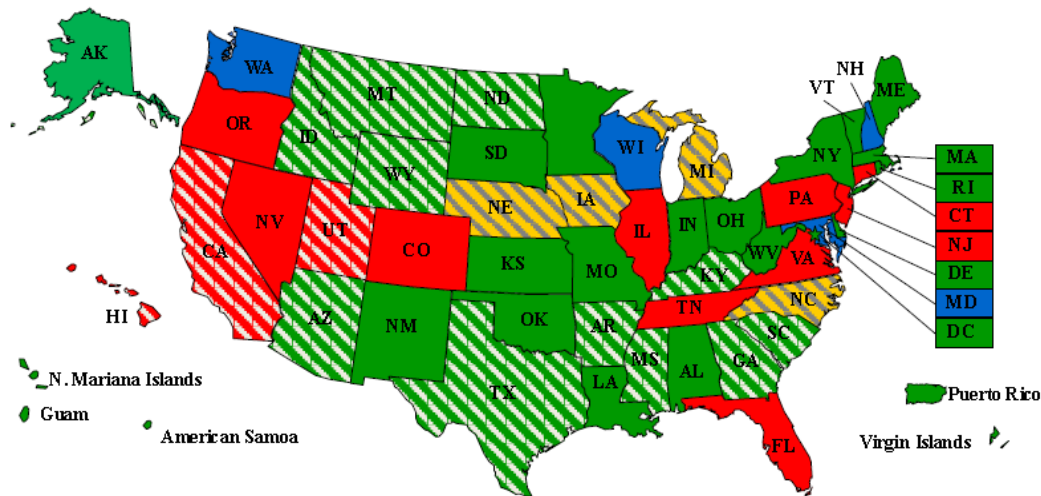 AK
WA
OR
CA
NV
ID
MT
WY
UT
AZ
CO
NM
ND
SD
NE
KS
OK
TX
IA
MO
AR
LA
WI
IL
MI
IN
OH
KY
TN
MS
AL
GA
FL
SC
NC
VA
WV
PA
NY
VT
NH
ME
MA
RI
CT
NJ
DE
MD
DC
HI
N. Mariana Islands
Guam
American Samoa
Puerto Rico
Virgin Islands